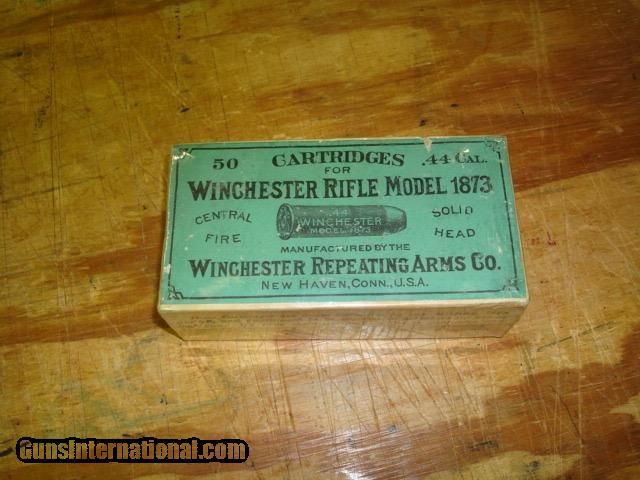 50 CARTRIDGES .44 CAL.
FOR
WINCHESTER RIFLE MODEL 1873
CENTRAL FIRE
.44
WINCHESTER
MODEL 1873
SOLID HEAD
MANUFACTURED BY THE
WINCHESTER REPEATING ARMS CO.
NEW HAVEN, CONN., U.S.A.
GunsInternational.com